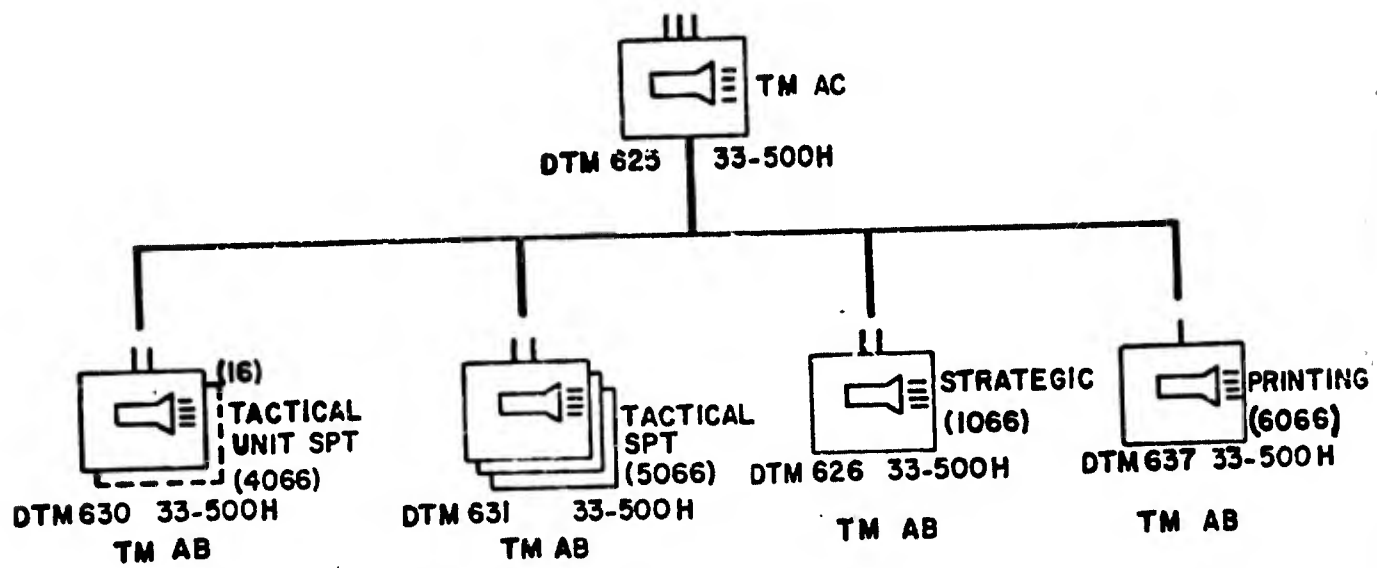 TM AC
DTM 625 33-500H
(16)
TACTICAL
UNIT SPT
(4066)
DTM 630 33-500H
TM AB
TACTICAL
SPT
(5066)
DTM 631 33-500H
TM AB
STRATEGIC
(1066)
DTM 626 33-500H
TM AB
PRINTING
(6066)
DTM 637 33-500H
TM AB